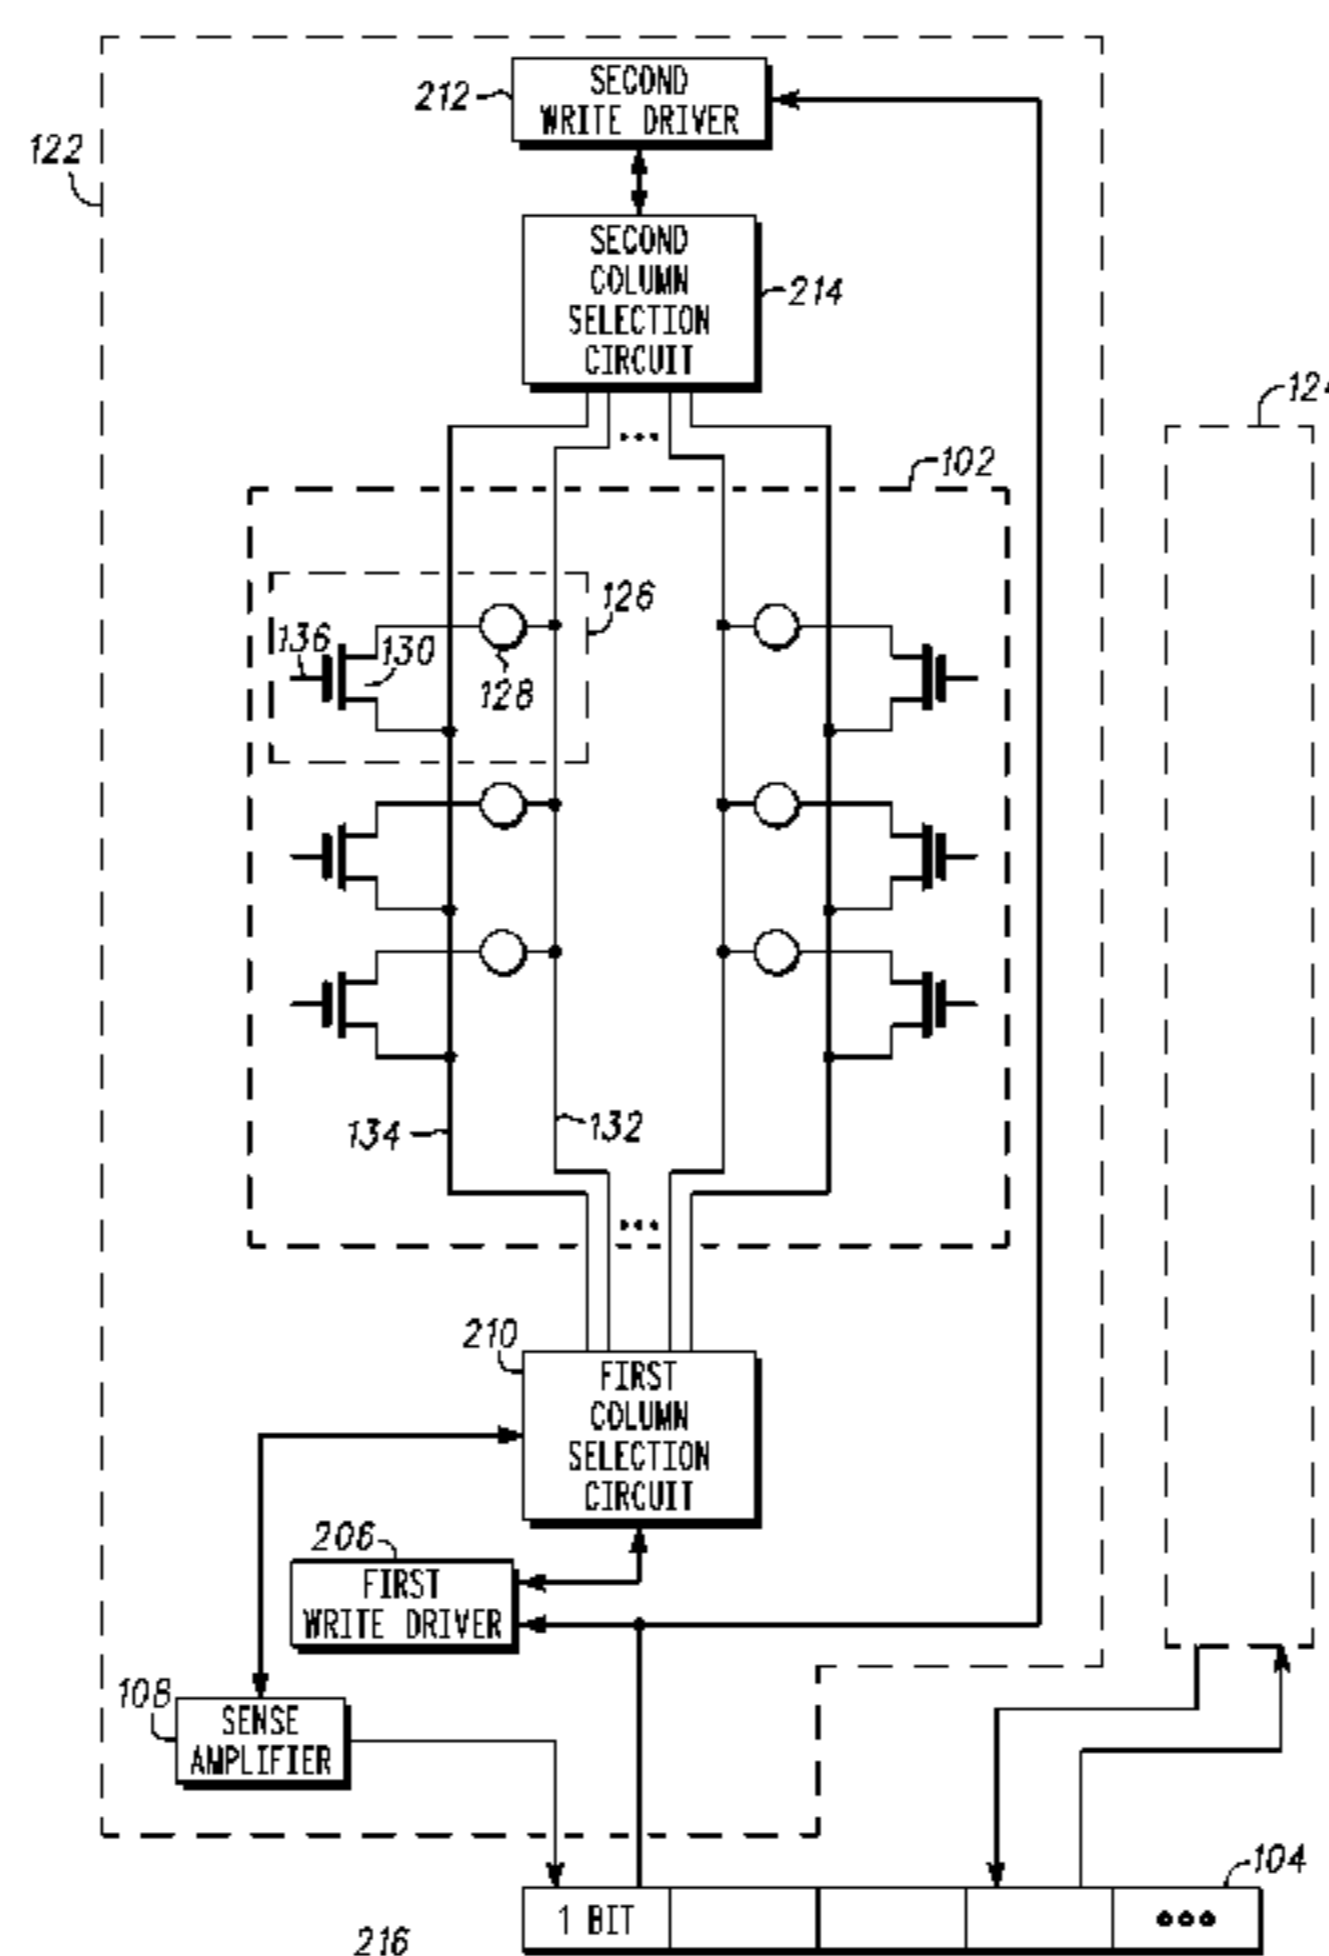 SECOND
WRITE DRIVER
212
122
SECOND
COLUMN
SELECTION
CIRCUIT
214
124
102
126
136
130
128
134
132
210
FIRST
COLUMN
SELECTION
CIRCUIT
206
FIRST
WRITE DRIVER
108
SENSE
AMPLIFIER
104
1 BIT
216